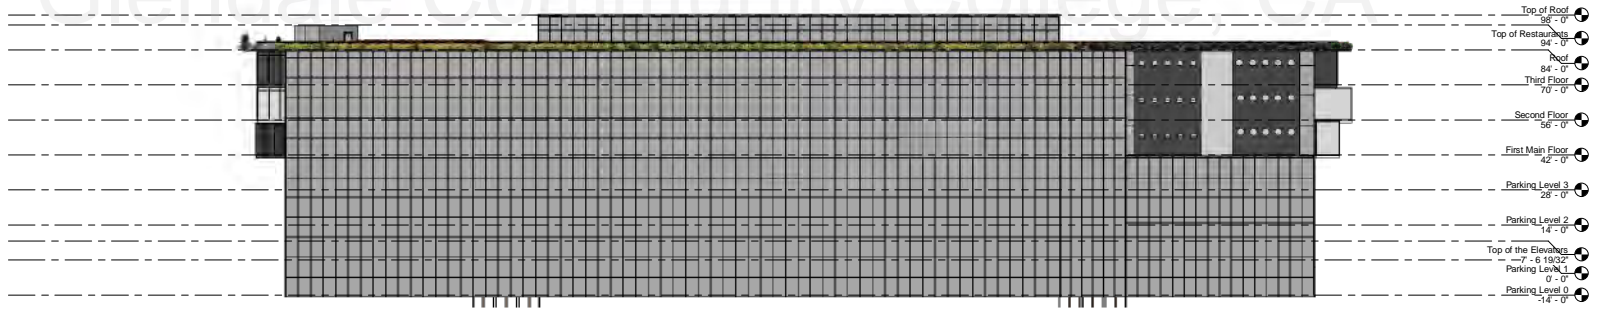 Glendale Community College, CA
Top of Roof
98' - 0"
Top of Restaurants
94' - 0"
Roof
84' - 0"
Third Floor
70' - 0"
Second Floor
56' - 0"
First Main Floor
42' - 0"
Parking Level 3
28' - 0"
Parking Level 2
14' - 0"
Top of the Elevators
7' - 6 19/32"
Parking Level 1
0' - 0"
Parking Level 0
-14' - 0"